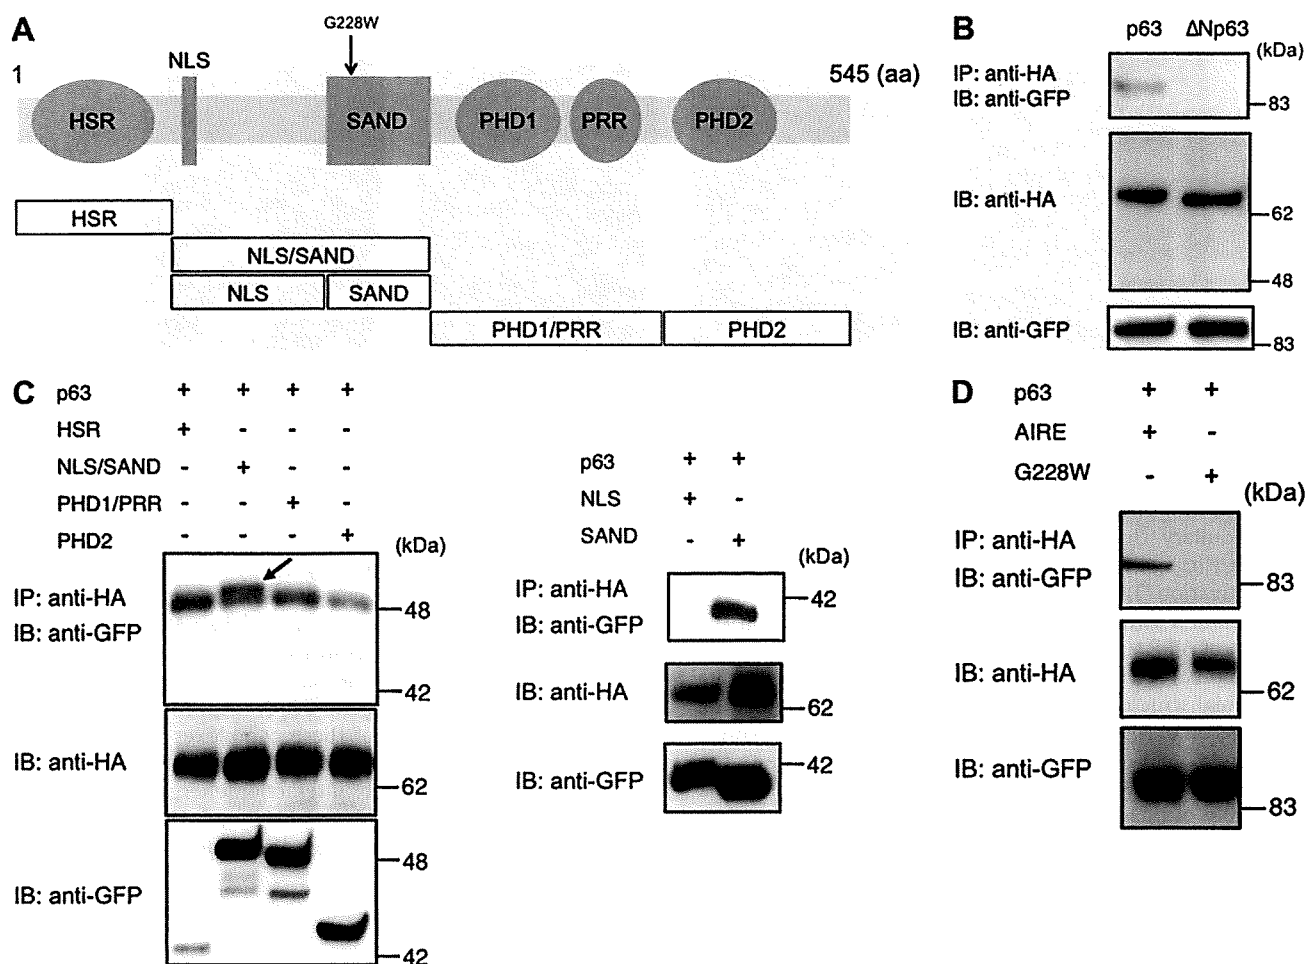 A
G228W
1
NLS
545 (aa)
HSR
SAND
PHD1
PRR
PHD2
HSR
NLS/SAND
NLS
SAND
PHD1/PRR
PHD2
B
p63
ΔNp63
(kDa)
IP: anti-HA
IB: anti-GFP
83
IB: anti-HA
62
48
IB: anti-GFP
83
C
p63 + + + +
HSR + - - -
NLS/SAND - + - -
PHD1/PRR - - + -
PHD2 - - - +
(kDa)
IP: anti-HA
IB: anti-GFP
48
42
IB: anti-HA
62
IB: anti-GFP
48
42
p63 + +
NLS + -
SAND - +
(kDa)
IP: anti-HA
IB: anti-GFP
42
IB: anti-HA
62
IB: anti-GFP
42
D
p63 + +
AIRE + -
G228W - +
(kDa)
IP: anti-HA
IB: anti-GFP
83
IB: anti-HA
62
IB: anti-GFP
83